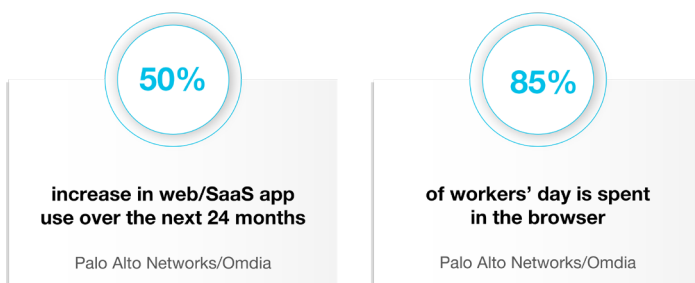 50%
increase in web/SaaS app
use over the next 24 months
Palo Alto Networks/Omdia
85%
of workers’ day is spent
in the browser
Palo Alto Networks/Omdia